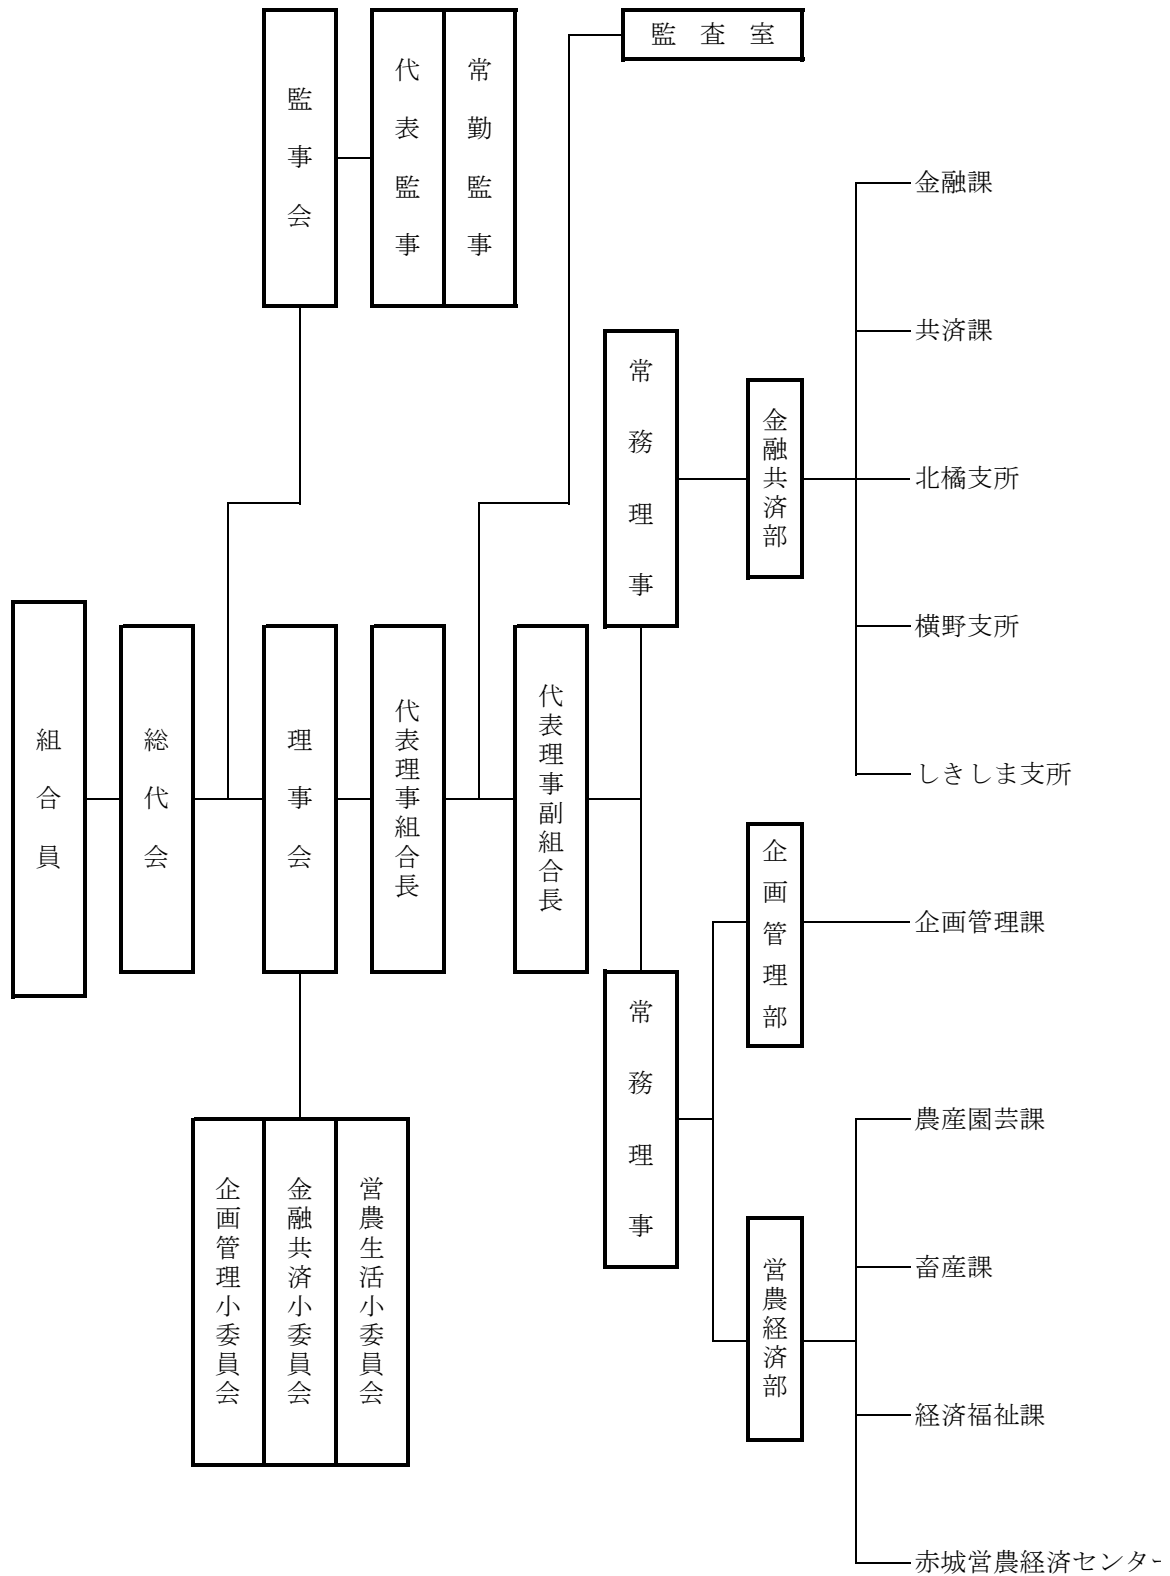 監査室
監事会
代表監事
常勤監事
金融課
共済課
北橘支所
横野支所
しきしま支所
常務理事
金融共済部
組合員
総代会
理事会
代表理事組合長
代表理事副組合長
企画管理部
企画管理課
常務理事
営農経済部
農産園芸課
畜産課
経済福祉課
赤城営農経済センター
企画管理小委員会
金融共済小委員会
営農生活小委員会